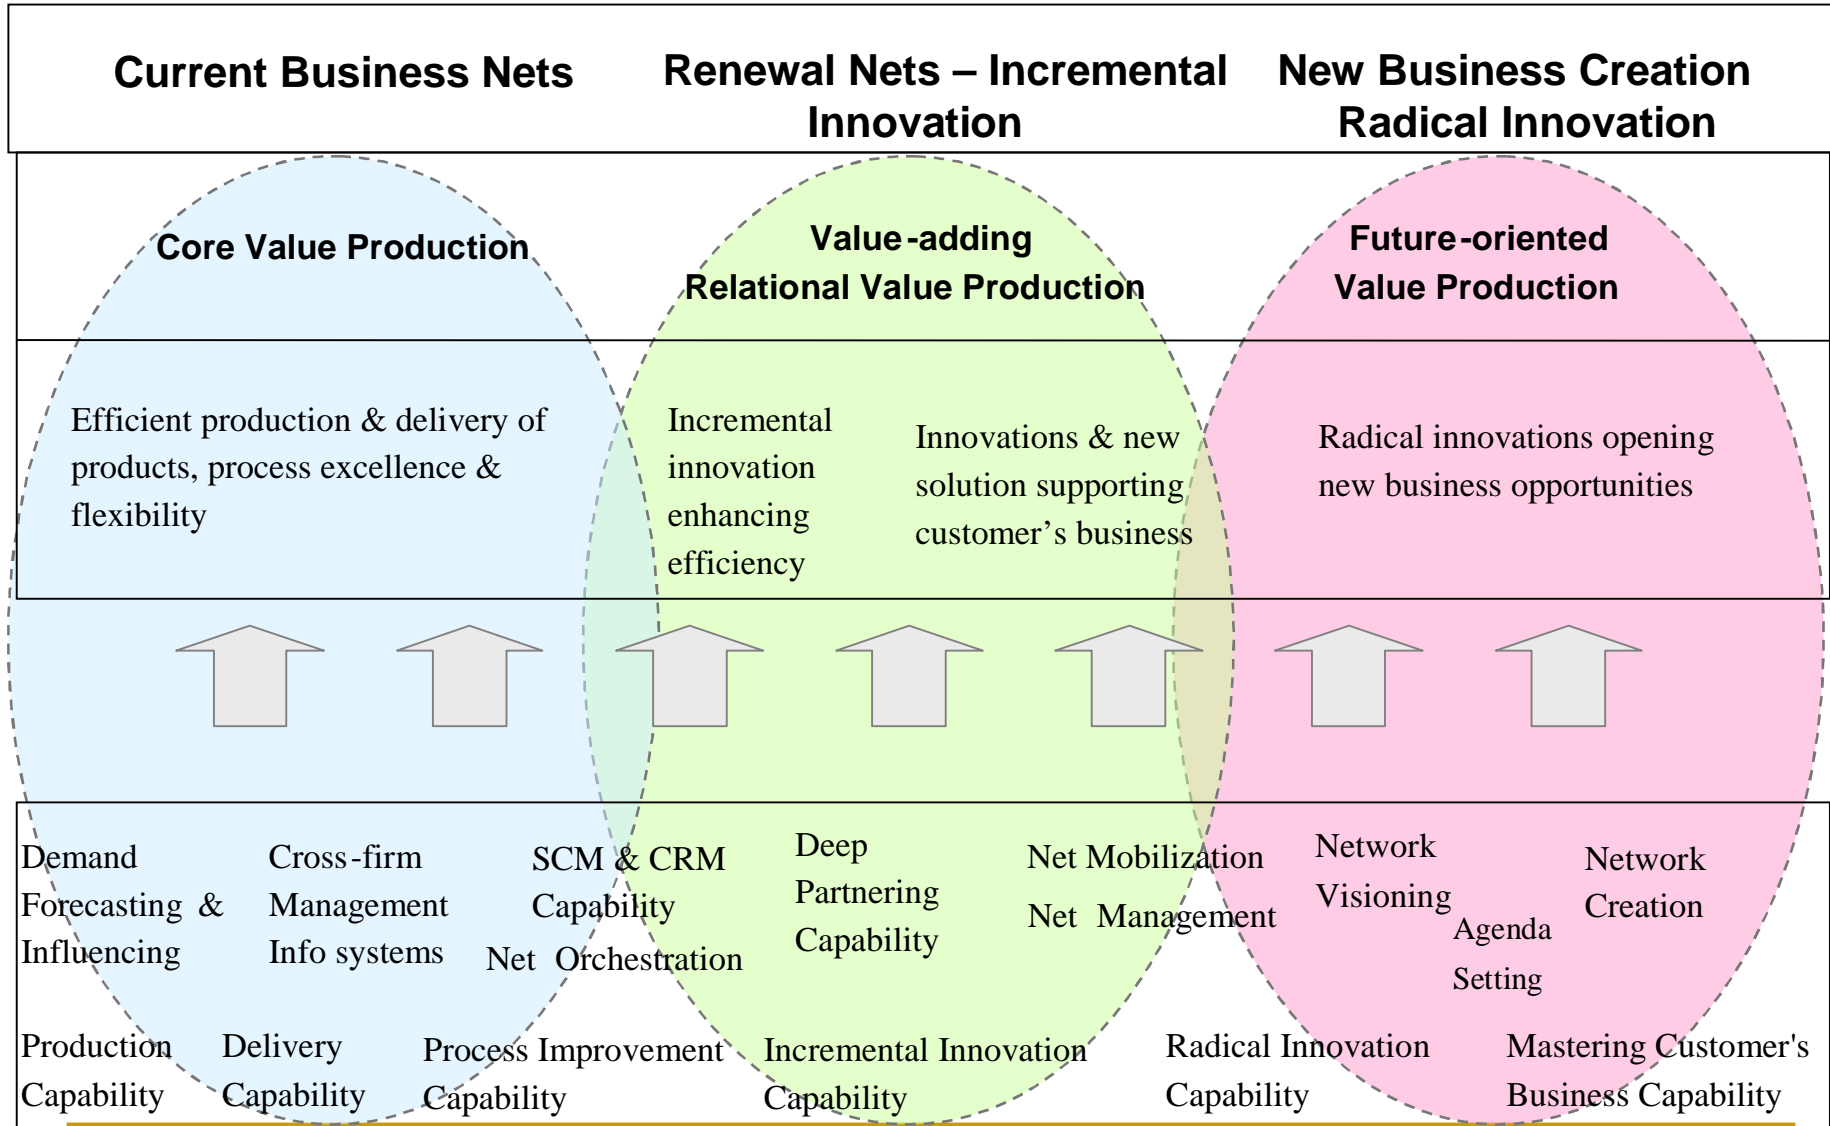 Current Business Nets
Renewal Nets – Incremental
Innovation
New Business Creation
Radical Innovation
Core Value Production
Value-adding
Relational Value Production
Future-oriented
Value Production
Efficient production & delivery of
products, process excellence &
flexibility
Incremental
innovation
enhancing
efficiency
Innovations & new
solution supporting
customer’s business
Radical innovations opening
new business opportunities
Demand
Forecasting &
Influencing
Cross-firm
Management
Info systems
SCM & CRM
Capability
Net Orchestration
Deep
Partnering
Capability
Net Mobilization
Net Management
Network
Visioning
Agenda
Setting
Network
Creation
Production
Capability
Delivery
Capability
Process Improvement
Capability
Incremental Innovation
Capability
Radical Innovation
Capability
Mastering Customer's
Business Capability